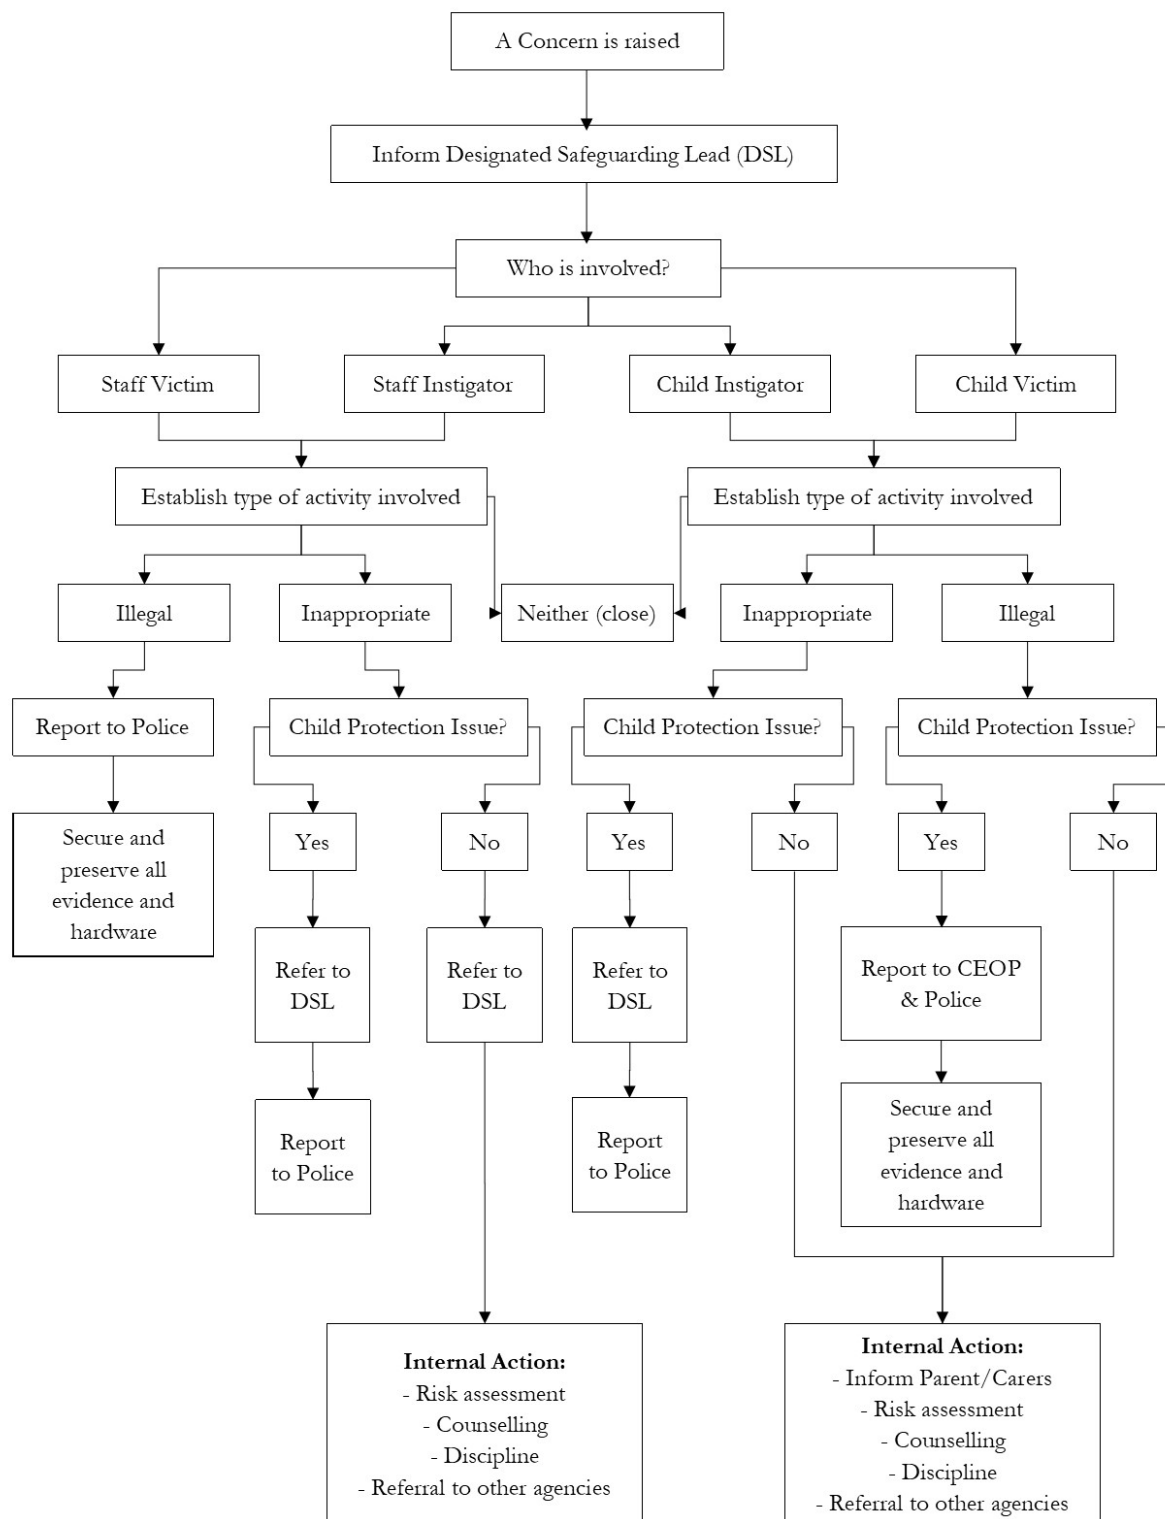 A Concern is raised
Inform Designated Safeguarding Lead (DSL)
Who is involved?
Staff Victim
Staff Instigator
Child Instigator
Child Victim
Establish type of activity involved
Establish type of activity involved
Illegal
Inappropriate
Neither (close)
Inappropriate
Illegal
Report to Police
Child Protection Issue?
Child Protection Issue?
Child Protection Issue?
Secure and
preserve all
evidence and
hardware
Yes
No
Yes
No
Yes
No
Refer to
DSL
Refer to
DSL
Refer to
DSL
Report to CEOP
& Police
Report
to Police
Report
to Police
Secure and
preserve all
evidence and
hardware
Internal Action:
- Risk assessment
- Counselling
- Discipline
- Referral to other agencies
Internal Action:
- Inform Parent/Carers
- Risk assessment
- Counselling
- Discipline
- Referral to other agencies